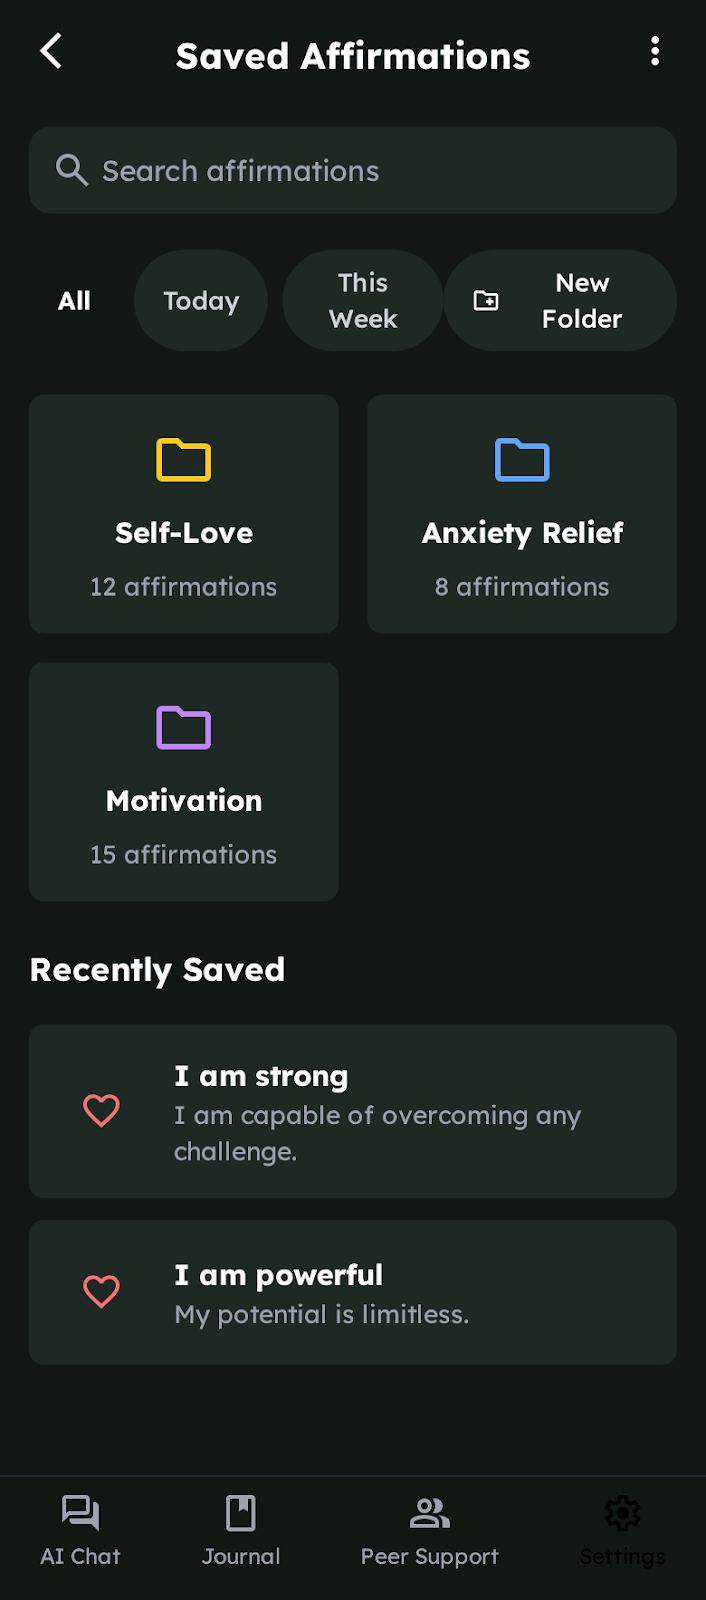 Saved Affirmations
Search affirmations
All
Today
This
Week
New
Folder
Self-Love
12 affirmations
Anxiety Relief
8 affirmations
Motivation
15 affirmations
Recently Saved
I am strong
I am capable of overcoming any
challenge.
I am powerful
My potential is limitless.
AI Chat
Journal
Peer Support
Settings